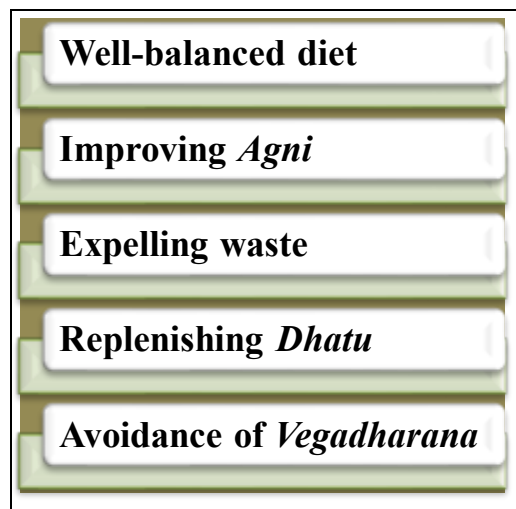 Well-balanced diet
Improving Agni
Expelling waste
Replenishing Dhatu
Avoidance of Vegadharana